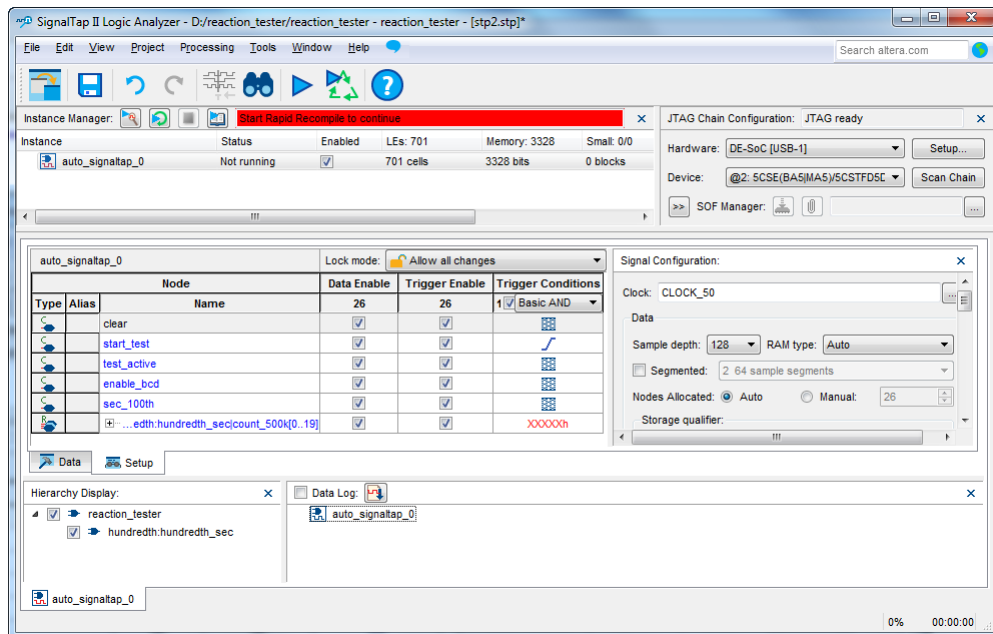 SignalTap II Logic Analyzer - D:/reaction_tester/reaction_tester - reaction_tester - [stp2.stp]*
File Edit View Project Processing Tools Window Help
Search altera.com
Instance Manager: Start Rapid Recompile to continue
JTAG Chain Configuration: JTAG ready
Instance Status Enabled LEs: 701 Memory: 3328 Small: 0/0
auto_signaltap_0 Not running 701 cells 3328 bits 0 blocks
Hardware: DE-SoC [USB-1] Setup...
Device: @2: 5CSE(BA5|MA5)/5CSTFD5D Scan Chain
>> SOF Manager: ...
auto_signaltap_0 Lock mode: Allow all changes
Node Data Enable Trigger Enable Trigger Conditions
Type Alias Name 26 26 1 Basic AND
clear
start_test
test_active
enable_bcd
sec_100th
...edth:hundredth_sec|count_500k[0..19] XXXXXh
Signal Configuration:
Clock: CLOCK_50 ...
Data
Sample depth: 128 RAM type: Auto
Segmented: 2 64 sample segments
Nodes Allocated: Auto Manual: 26
Storage qualifier:
Data Setup
Hierarchy Display:
reaction_tester
hundredth:hundredth_sec
Data Log:
auto_signaltap_0
auto_signaltap_0
0% 00:00:00